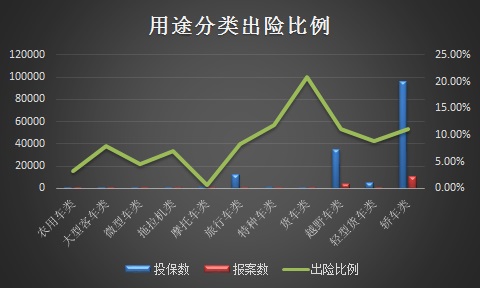 用途分类出险比例
120000
100000
80000
60000
40000
20000
0
25.00%
20.00%
15.00%
10.00%
5.00%
0.00%
农用车类
大型客车类
微型车类
拖拉机类
摩托车类
旅行车类
特种车类
货车类
越野车类
轻型货车类
轿车类
投保数 报案数 出险比例